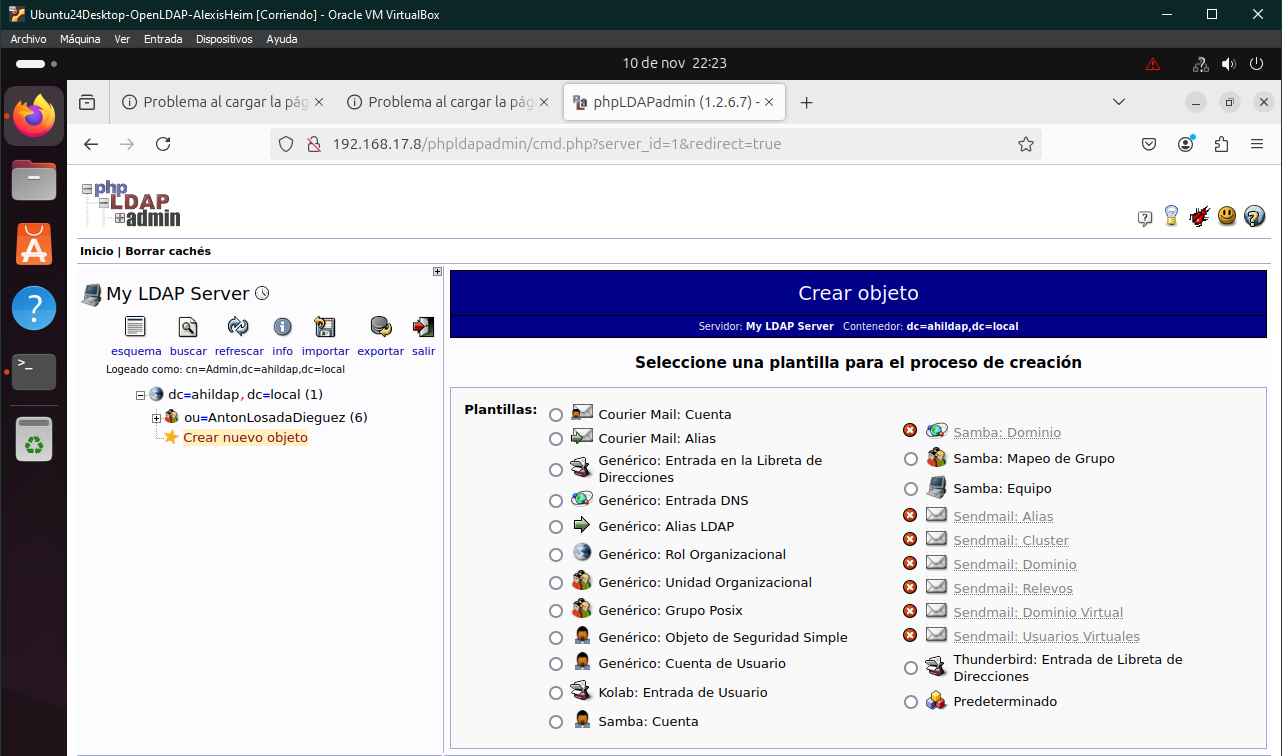 Ubuntu24Desktop-OpenLDAP-AlexisHeim [Corriendo] - Oracle VM VirtualBox
Archivo Máquina Ver Entrada Dispositivos Ayuda
10 de nov 22:23
Problema al cargar la pág
Problema al cargar la pág
phpLDAPadmin (1.2.6.7) -
192.168.17.8/phpldapadmin/cmd.php?server_id=1&redirect=true
php
LDAP
admin
Inicio | Borrar cachés
My LDAP Server
esquema buscar refrescar info importar exportar salir
Logeado como: cn=Admin,dc=ahildap,dc=local
dc=ahildap,dc=local (1)
ou=AntonLosadaDieguez (6)
Crear nuevo objeto
Crear objeto
Servidor: My LDAP Server Contenedor: dc=ahildap,dc=local
Seleccione una plantilla para el proceso de creación
Plantillas:
Courier Mail: Cuenta
Courier Mail: Alias
Genérico: Entrada en la Libreta de
Direcciones
Genérico: Entrada DNS
Genérico: Alias LDAP
Genérico: Rol Organizacional
Genérico: Unidad Organizacional
Genérico: Grupo Posix
Genérico: Objeto de Seguridad Simple
Genérico: Cuenta de Usuario
Kolab: Entrada de Usuario
Samba: Cuenta
Samba: Dominio
Samba: Mapeo de Grupo
Samba: Equipo
Sendmail: Alias
Sendmail: Cluster
Sendmail: Dominio
Sendmail: Relevos
Sendmail: Dominio Virtual
Sendmail: Usuarios Virtuales
Thunderbird: Entrada de Libreta de
Direcciones
Predeterminado